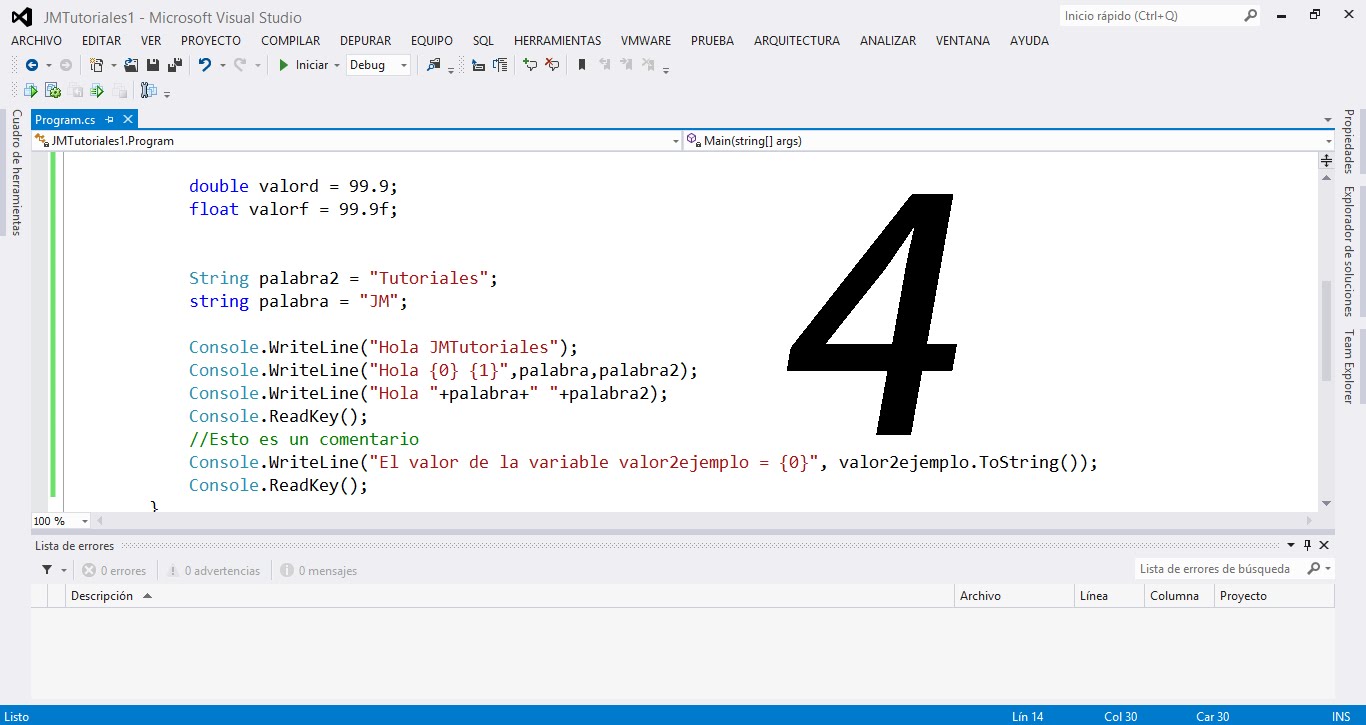 JMTutoriales1 - Microsoft Visual Studio
Inicio rápido (Ctrl+Q)
ARCHIVO EDITAR VER PROYECTO COMPILAR DEPURAR EQUIPO SQL HERRAMIENTAS VMWARE PRUEBA ARQUITECTURA ANALIZAR VENTANA AYUDA
Iniciar Debug
Cuadro de herramientas
Program.cs
JMTutoriales1.Program
Main(string[] args)
double valord = 99.9;
float valorf = 99.9f;
String palabra2 = "Tutoriales";
string palabra = "JM";
Console.WriteLine("Hola JMTutoriales");
Console.WriteLine("Hola {0} {1}",palabra,palabra2);
Console.WriteLine("Hola "+palabra+" "+palabra2);
Console.ReadKey();
//Esto es un comentario
Console.WriteLine("El valor de la variable valor2ejemplo = {0}", valor2ejemplo.ToString());
Console.ReadKey();
}
4
Propiedades
Explorador de soluciones
Team Explorer
100 %
Lista de errores
0 errores 0 advertencias 0 mensajes
Lista de errores de búsqueda
Descripción Archivo Línea Columna Proyecto
Listo Lín 14 Col 30 Car 30 INS